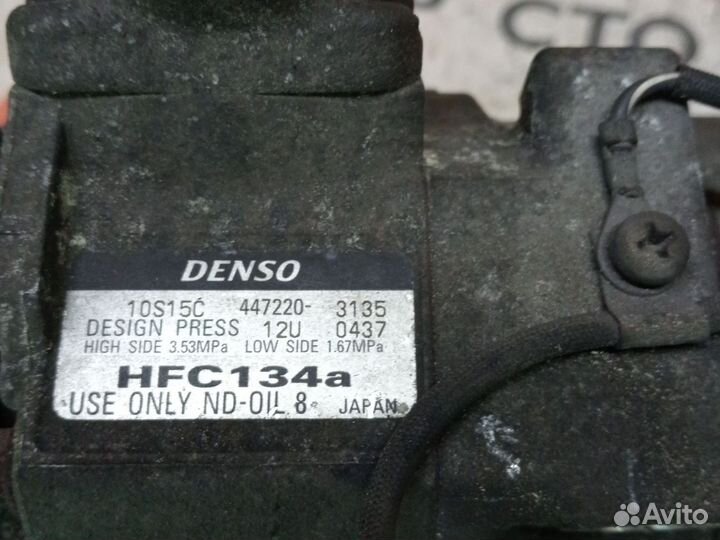 СТО
DENSO
10S15C 447220- 3135
DESIGN PRESS 12U 0437
HIGH SIDE 3.53MPa LOW SIDE 1.67MPa
HFC134a
USE ONLY ND-OIL 8 JAPAN
Avito